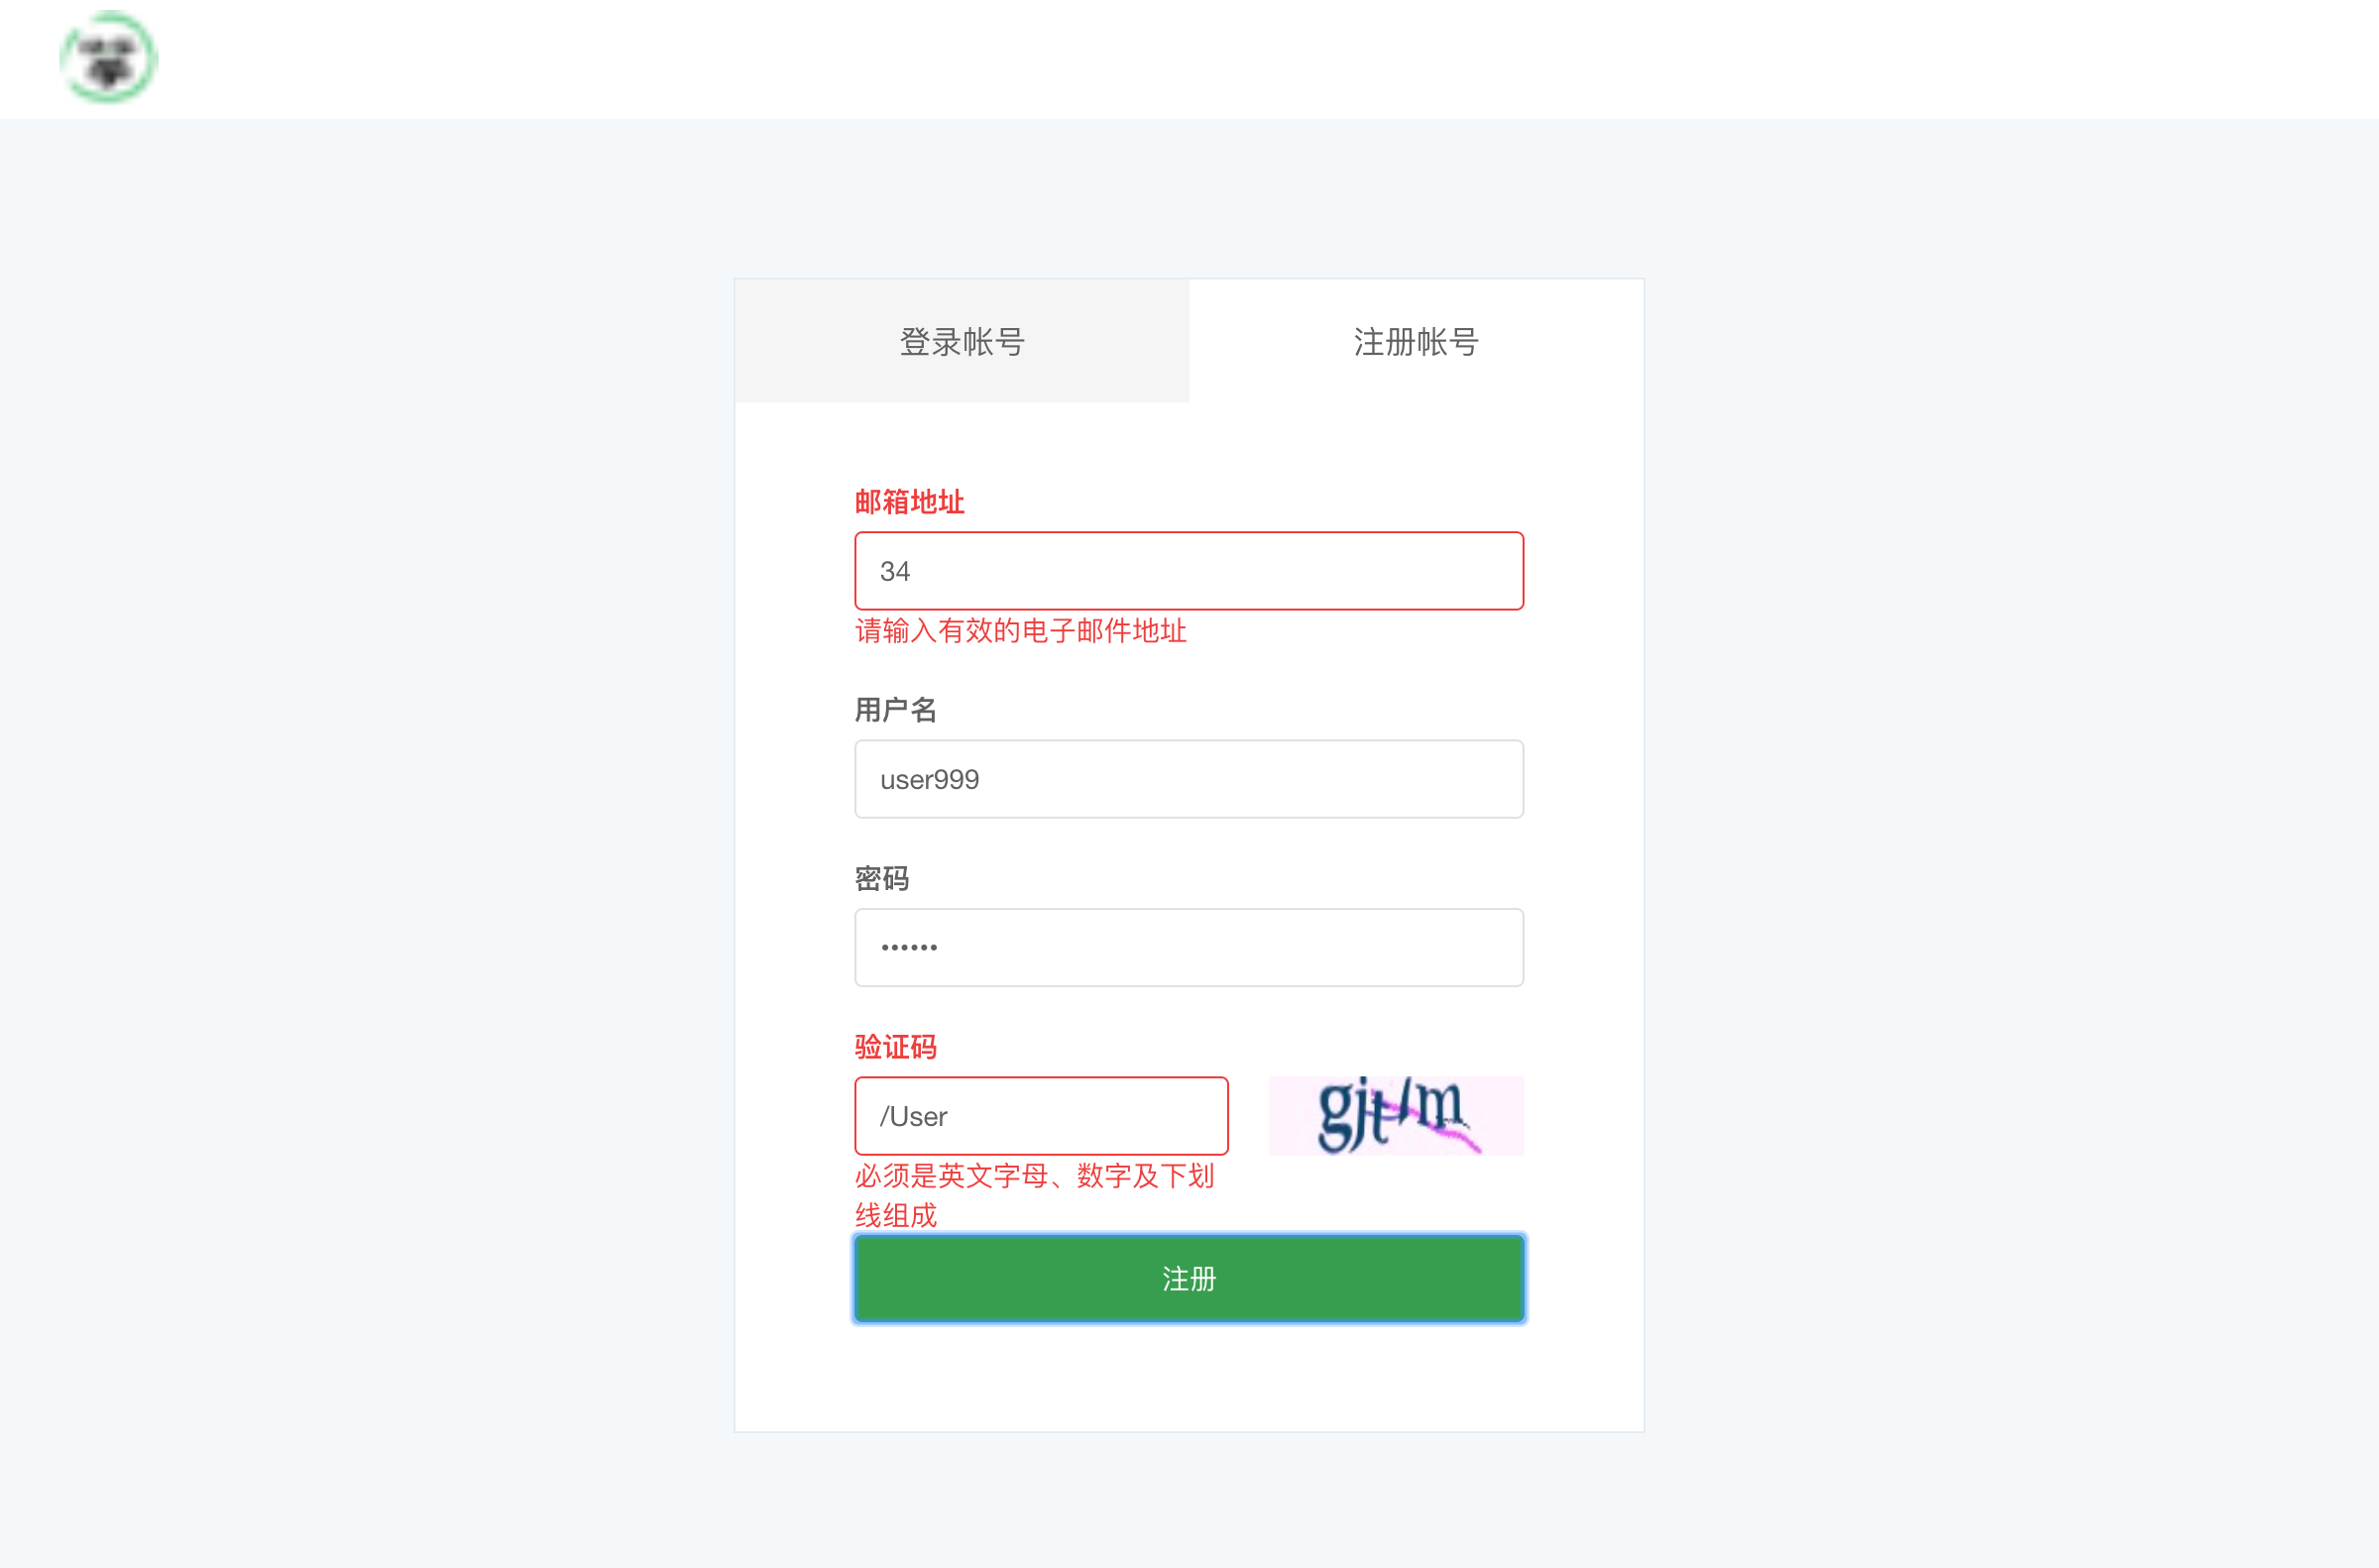 登录帐号 注册帐号
邮箱地址
34
请输入有效的电子邮件地址
用户名
user999
密码
••••••
验证码
/User
必须是英文字母、数字及下划
线组成
注册